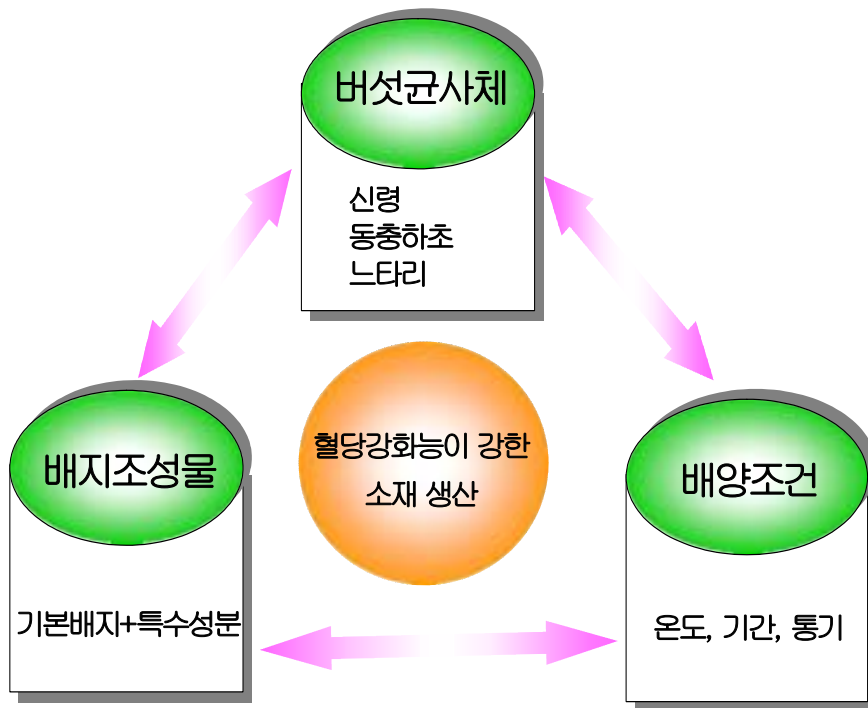 버섯균사체
신령
동충하초
느타리
혈당강화능이 강한
소재 생산
배지조성물
기본배지+특수성분
배양조건
온도, 기간, 통기